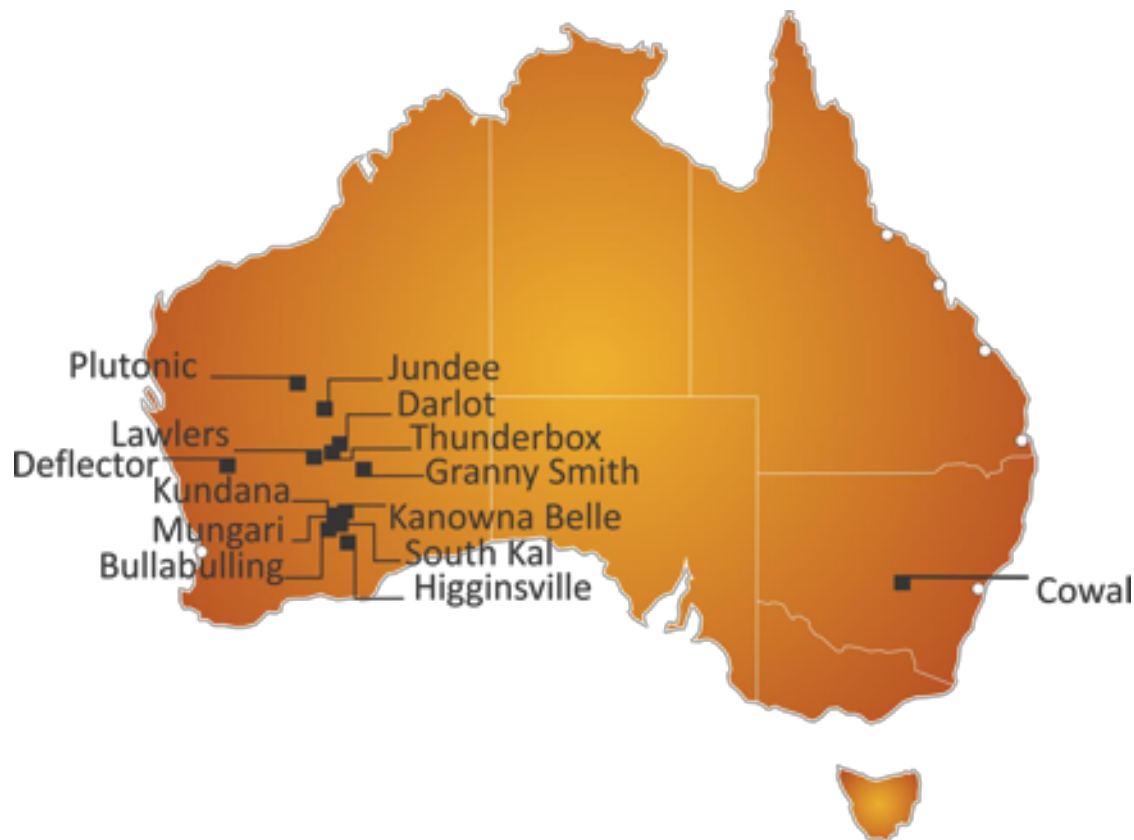 Plutonic
Jundee
Darlot
Lawlers
Thunderbox
Deflector
Granny Smith
Kundana
Kanowna Belle
Mungari
South Kal
Bullabulling
Higginsville
Cowal